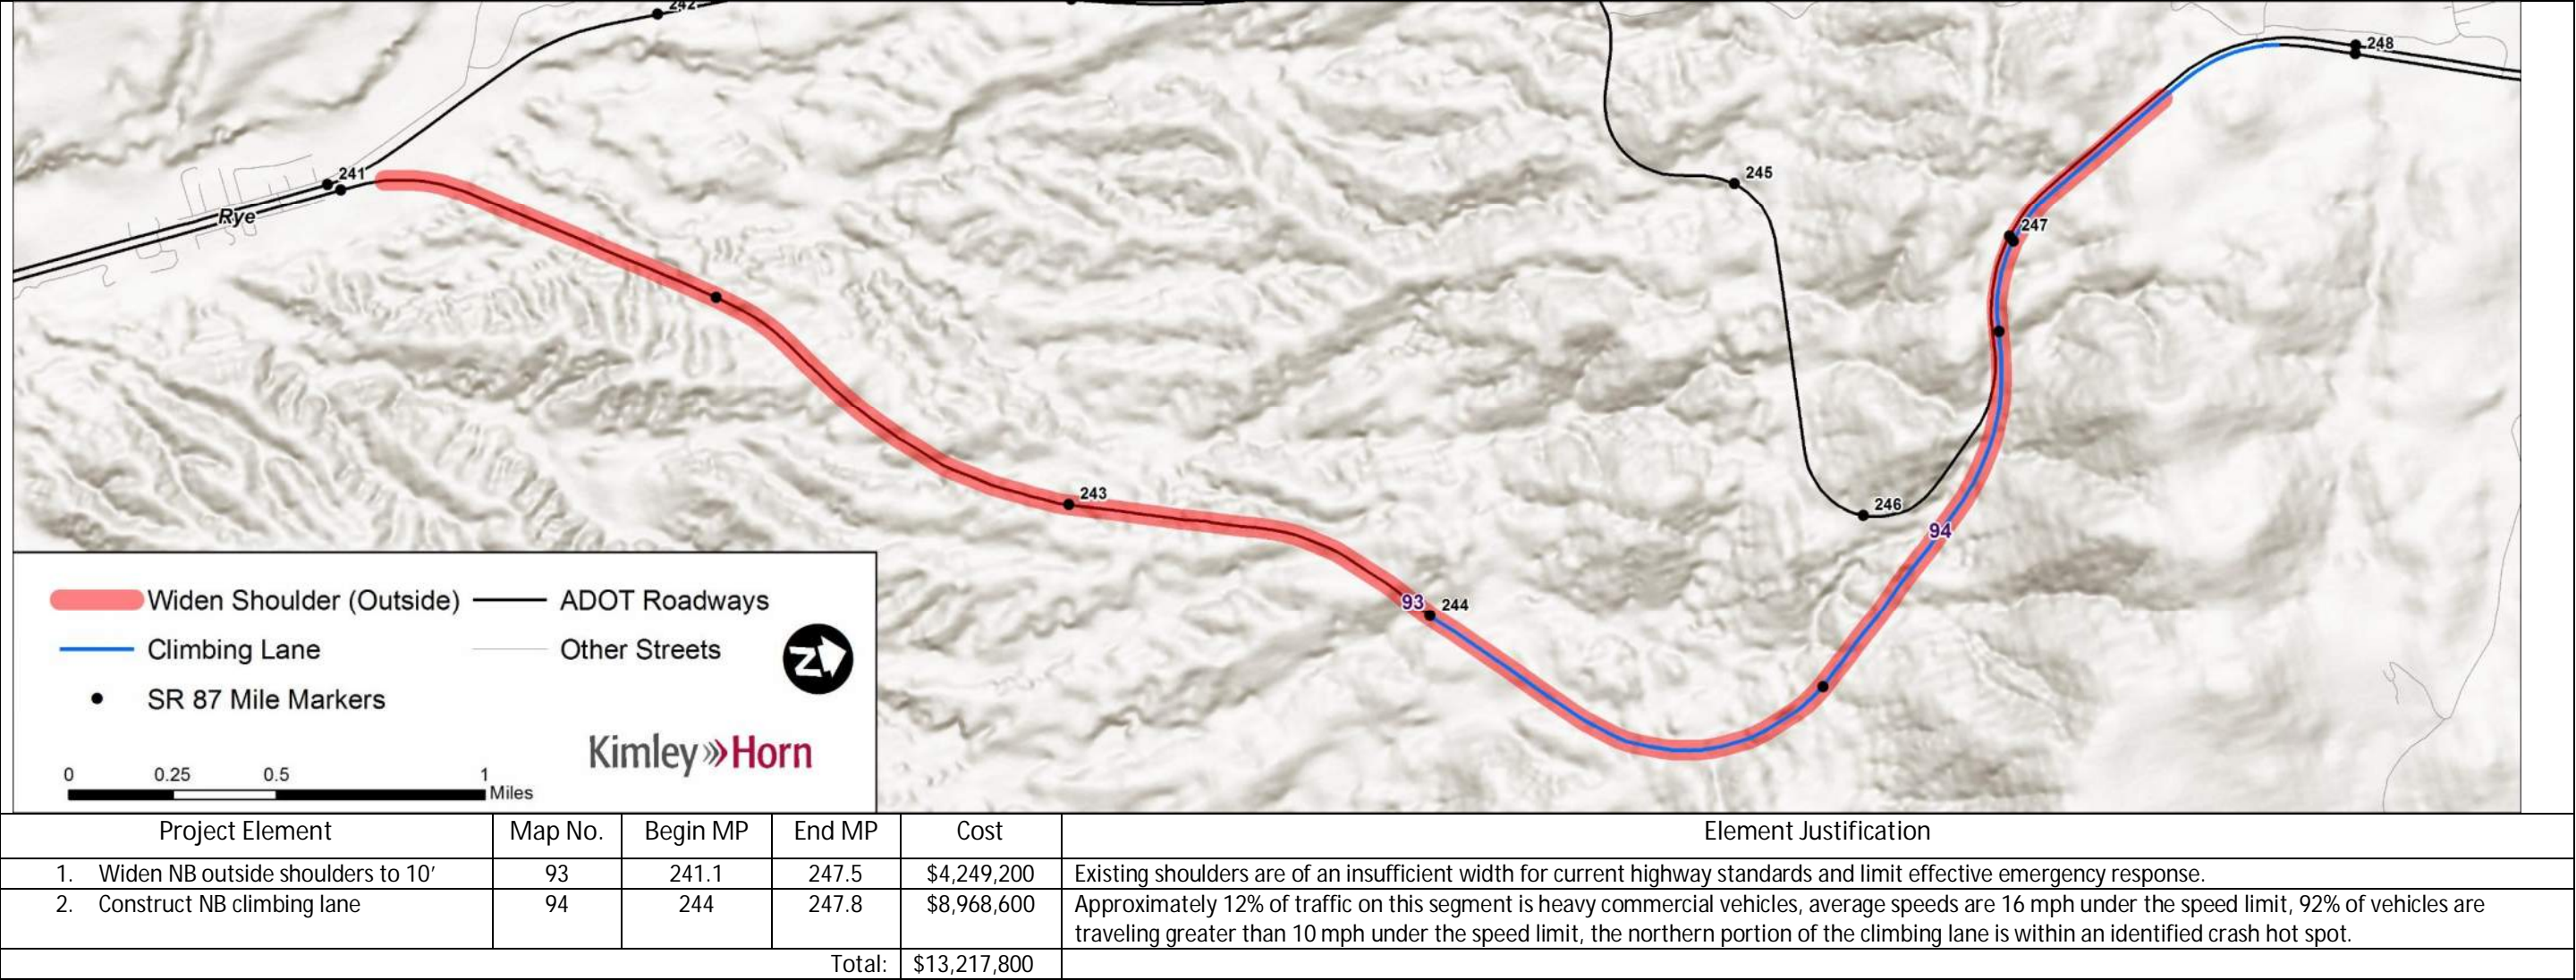 242
248
241
Rye
245
247
246
94
243
93 244
Widen Shoulder (Outside) ADOT Roadways
Climbing Lane Other Streets
SR 87 Mile Markers
Z
Kimley»Horn
0 0.25 0.5 1
Miles
Project Element Map No. Begin MP End MP Cost Element Justification
1. Widen NB outside shoulders to 10’ 93 241.1 247.5 $4,249,200 Existing shoulders are of an insufficient width for current highway standards and limit effective emergency response.
2. Construct NB climbing lane 94 244 247.8 $8,968,600 Approximately 12% of traffic on this segment is heavy commercial vehicles, average speeds are 16 mph under the speed limit, 92% of vehicles are
traveling greater than 10 mph under the speed limit, the northern portion of the climbing lane is within an identified crash hot spot.
Total: $13,217,800